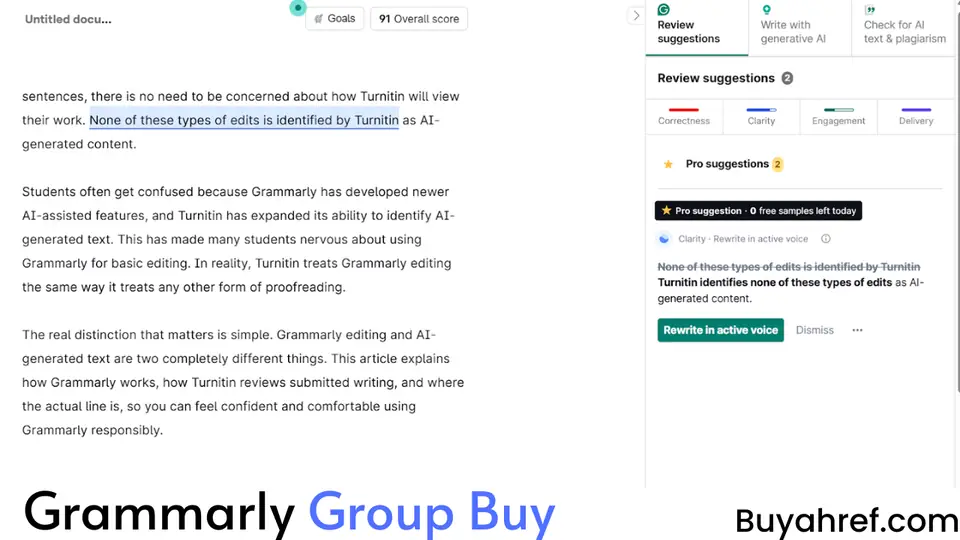 Untitled docu...
Goals
91 Overall score
sentences, there is no need to be concerned about how Turnitin will view
their work. None of these types of edits is identified by Turnitin as AI-
generated content.
Students often get confused because Grammarly has developed newer
AI-assisted features, and Turnitin has expanded its ability to identify AI-
generated text. This has made many students nervous about using
Grammarly for basic editing. In reality, Turnitin treats Grammarly editing
the same way it treats any other form of proofreading.
The real distinction that matters is simple. Grammarly editing and AI-
generated text are two completely different things. This article explains
how Grammarly works, how Turnitin reviews submitted writing, and where
the actual line is, so you can feel confident and comfortable using
Grammarly responsibly.
Review
suggestions
Write with
generative AI
Check for AI
text & plagiarism
Review suggestions 2
Correctness
Clarity
Engagement
Delivery
Pro suggestions 2
Pro suggestion · 0 free samples left today
Clarity · Rewrite in active voice
None of these types of edits is identified by Turnitin
Turnitin identifies none of these types of edits as AI-
generated content.
Rewrite in active voice
Dismiss
Grammarly Group Buy
Buyahref.com